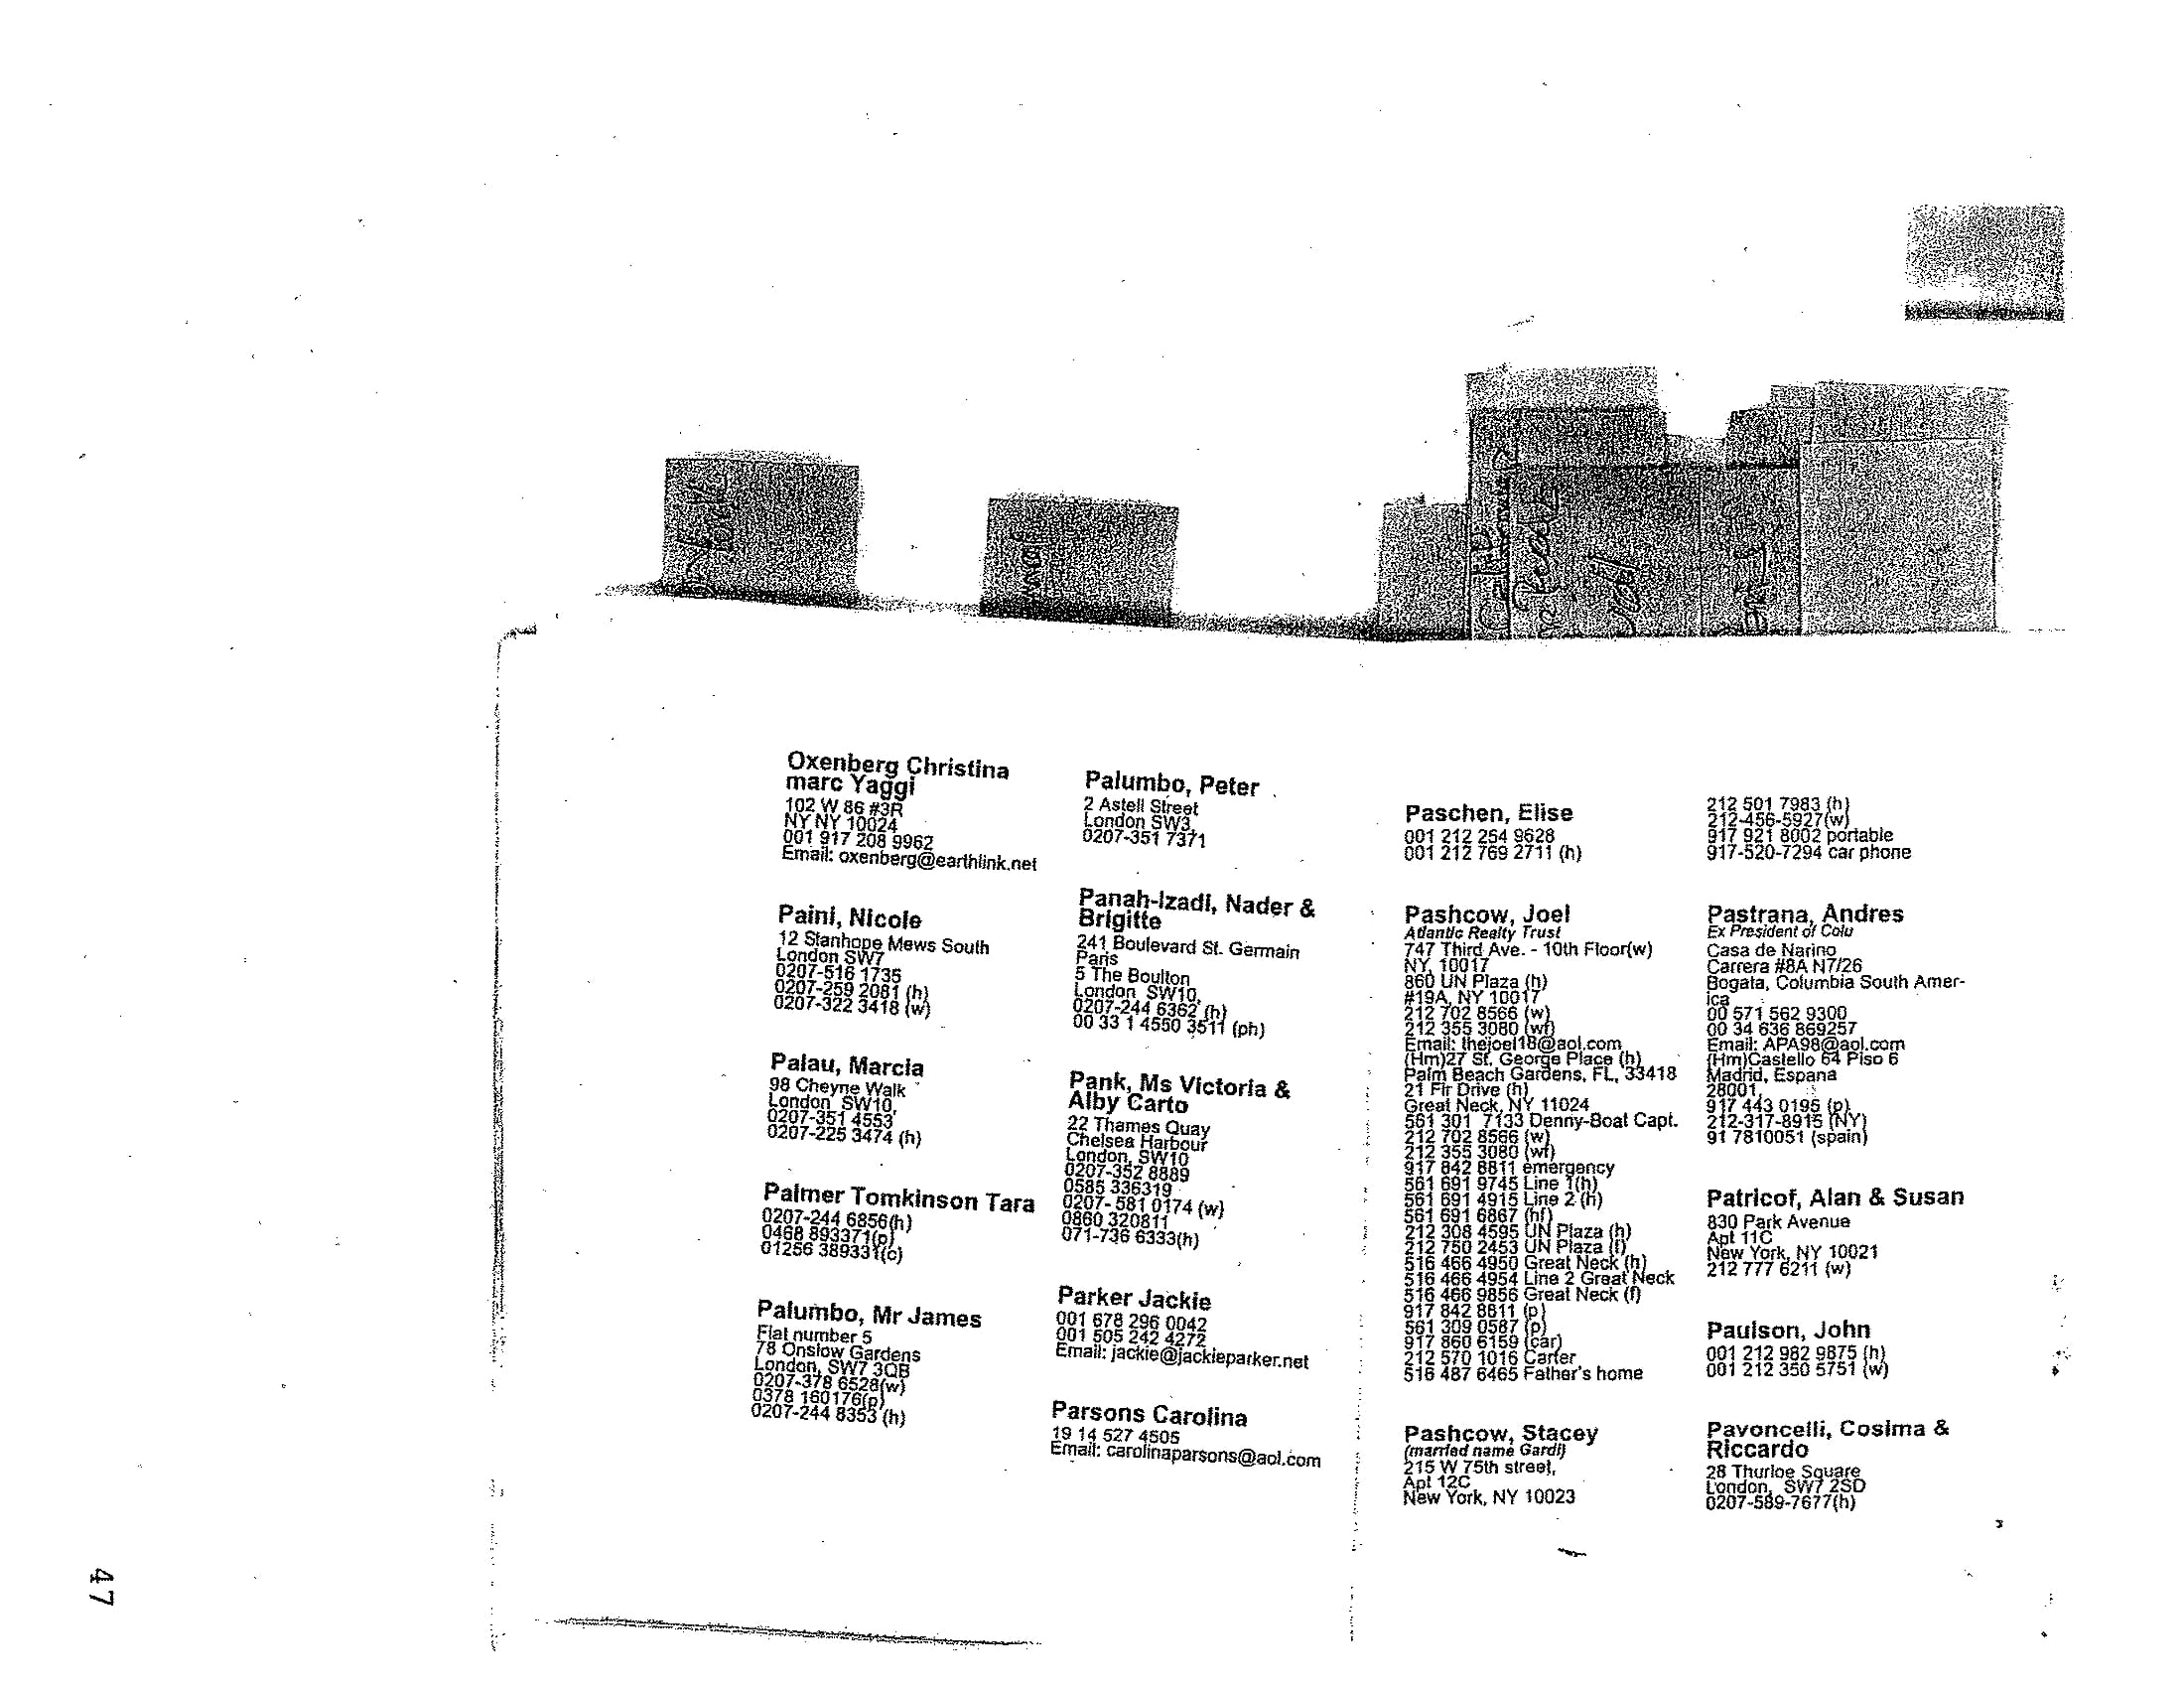 Oxenberg Christina
marc Yaggi
102 W 86 #3R
NY NY 10024
001 917 208 9962
Email: oxenberg@earthlink.net
Paini, Nicole
12 Stanhope Mews South
London SW7
0207-516 1735
0207-259 2081 (h)
0207-322 3418 (w)
Palau, Marcia
98 Cheyne Walk
London SW10,
0207-351 4553
0207-225 3474 (h)
Palmer Tomkinson Tara
0207-244 6856(h)
0468 893371(p)
01256 389331(c)
Palumbo, Mr James
Flat number 5
78 Onslow Gardens
London, SW7 3QB
0207-378 6528(w)
0378 160176(p)
0207-244 8353 (h)
Palumbo, Peter
2 Astell Street
London SW3
0207-351 7371
Panah-Izadi, Nader &
Brigitte
241 Boulevard St. Germain
Paris
5 The Boulton
London SW10,
0207-244 6362 (h)
00 33 1 4550 3511 (ph)
Pank, Ms Victoria &
Alby Carto
22 Thames Quay
Chelsea Harbour
London, SW10
0207-352 8889
0585 336319
0207- 581 0174 (w)
0860 320811
071-736 6333(h)
Parker Jackie
001 678 296 0042
001 505 242 4272
Email: jackie@jackieparker.net
Parsons Carolina
19 14 527 4505
Email: carolinaparsons@aol.com
Paschen, Elise
001 212 254 9628
001 212 769 2711 (h)
Pashcow, Joel
Atlantic Realty Trust
747 Third Ave. - 10th Floor(w)
NY, 10017
860 UN Plaza (h)
#19A, NY 10017
212 702 8566 (w)
212 355 3080 (wf)
Email: thejoel18@aol.com
(Hm)27 St. George Place (h)
Palm Beach Gardens, FL, 33418
21 Fir Drive (h)
Great Neck, NY 11024
561 301 7133 Denny-Boat Capt.
212 702 8566 (w)
212 355 3080 (wf)
917 842 8811 emergency
561 691 9745 Line 1(h)
561 691 4915 Line 2 (h)
561 691 6867 (hf)
212 308 4595 UN Plaza (h)
212 750 2453 UN Plaza (f)
516 466 4950 Great Neck (h)
516 466 4954 Line 2 Great Neck
516 466 9856 Great Neck (f)
917 842 8811 (p)
561 309 0587 (p)
917 860 6159 (car)
212 570 1016 Carter
516 487 6465 Father's home
Pashcow, Stacey
(married name Gardi)
215 W 75th street,
Apt 12C
New York, NY 10023
212 501 7983 (h)
212-456-5927(w)
917 921 8002 portable
917-520-7294 car phone
Pastrana, Andres
Ex President of Colu
Casa de Narino
Carrera #8A N7/26
Bogata, Columbia South Amer-
ica
00 571 562 9300
00 34 636 869257
Email: APA98@aol.com
(Hm)Castello 64 Piso 6
Madrid, Espana
28001,
917 443 0195 (p)
212-317-8915 (NY)
91 7810051 (spain)
Patricof, Alan & Susan
830 Park Avenue
Apt 11C
New York, NY 10021
212 777 6211 (w)
Paulson, John
001 212 982 9875 (h)
001 212 350 5751 (w)
Pavoncelli, Cosima &
Riccardo
28 Thurloe Square
London, SW7 2SD
0207-589-7677(h)
47